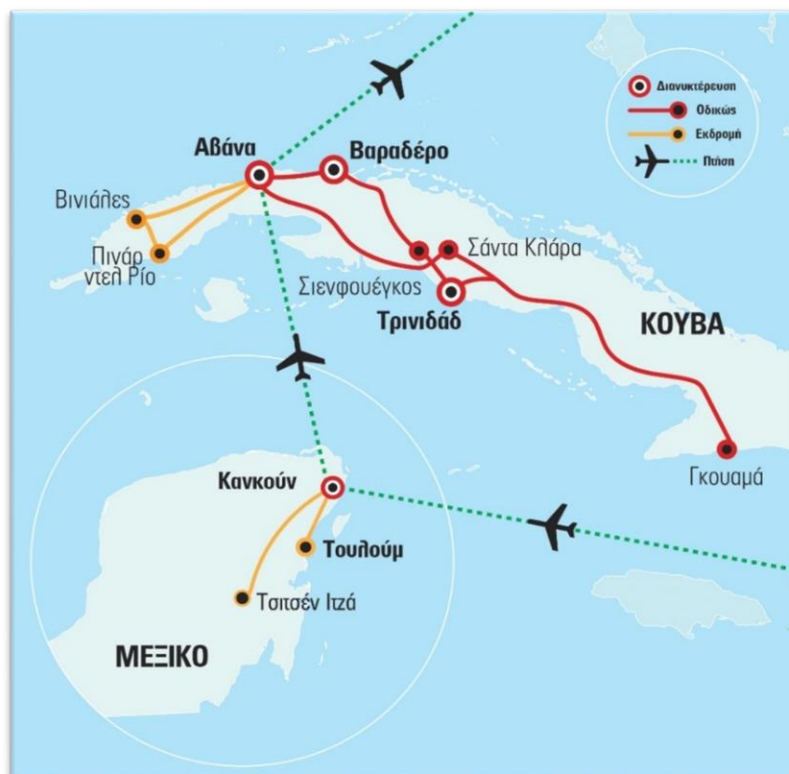 Διανυκτέρευση
Οδικώς
Εκδρομή
Πτήση
Αβάνα
Βαραδέρο
Βινιάλες
Πινάρ
ντελ Ρίο
Σάντα Κλάρα
Σιενφουέγκος
Τρινιδάδ
ΚΟΥΒΑ
Γκουαμά
Κανκούν
Τουλούμ
Τσιτσέν Ιτζά
ΜΕΞΙΚΟ